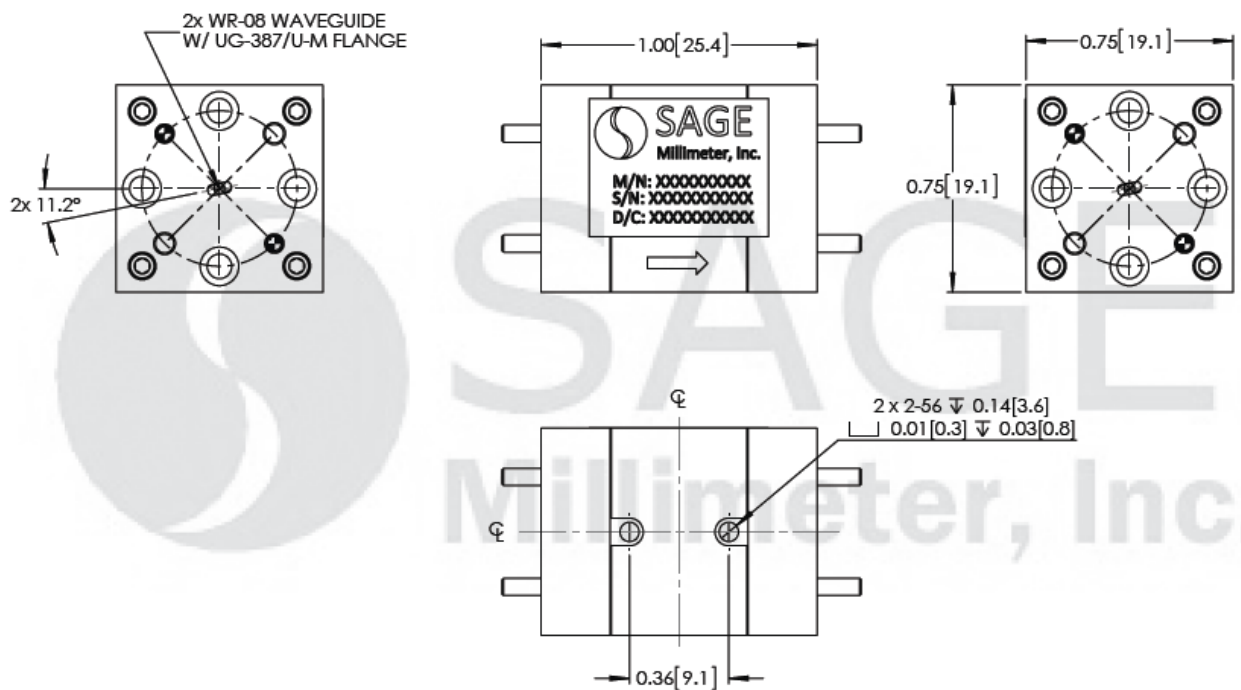 2x WR-08 WAVEGUIDE
W/ UG-387/U-M FLANGE
1.00[25.4]
0.75[19.1]
SAGE
Millimeter, Inc.
M/N: XXXXXXXXXX
S/N: XXXXXXXXXXX
D/C: XXXXXXXXXXX
2x 11.2°
0.75[19.1]
SAGE
℄
2 x 2-56 ↧ 0.14[3.6]
⌴ 0.01[0.3] ↧ 0.03[0.8]
Millimeter, Inc.
℄
0.36[9.1]